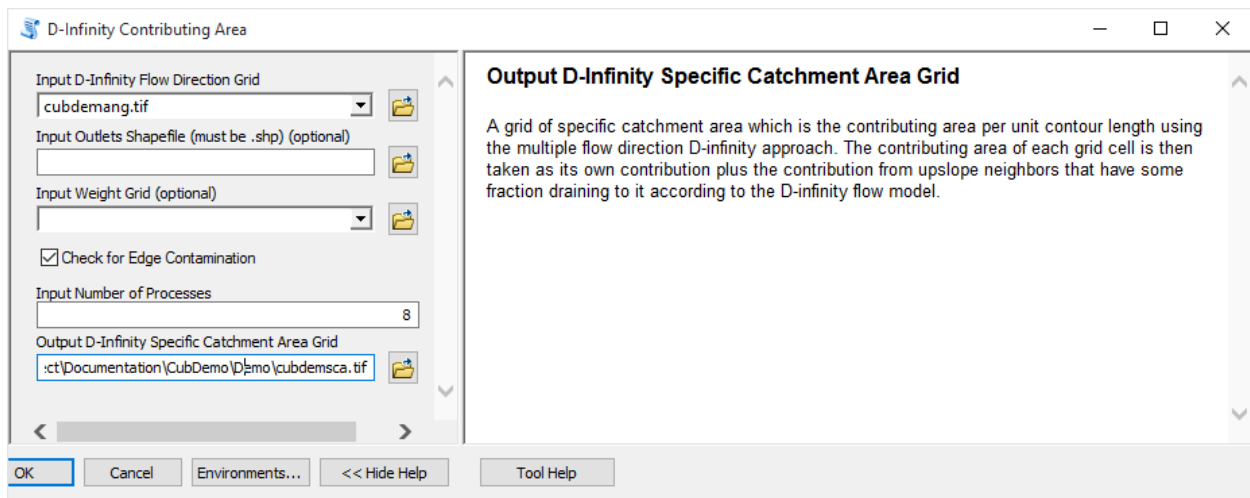 D-Infinity Contributing Area
Input D-Infinity Flow Direction Grid
cubdemang.tif
Input Outlets Shapefile (must be .shp) (optional)
Input Weight Grid (optional)
Check for Edge Contamination
Input Number of Processes
8
Output D-Infinity Specific Catchment Area Grid
:ct\Documentation\CubDemo\Demo\cubdemsca.tif
Output D-Infinity Specific Catchment Area Grid
A grid of specific catchment area which is the contributing area per unit contour length using
the multiple flow direction D-infinity approach. The contributing area of each grid cell is then
taken as its own contribution plus the contribution from upslope neighbors that have some
fraction draining to it according to the D-infinity flow model.
OK Cancel Environments... << Hide Help Tool Help